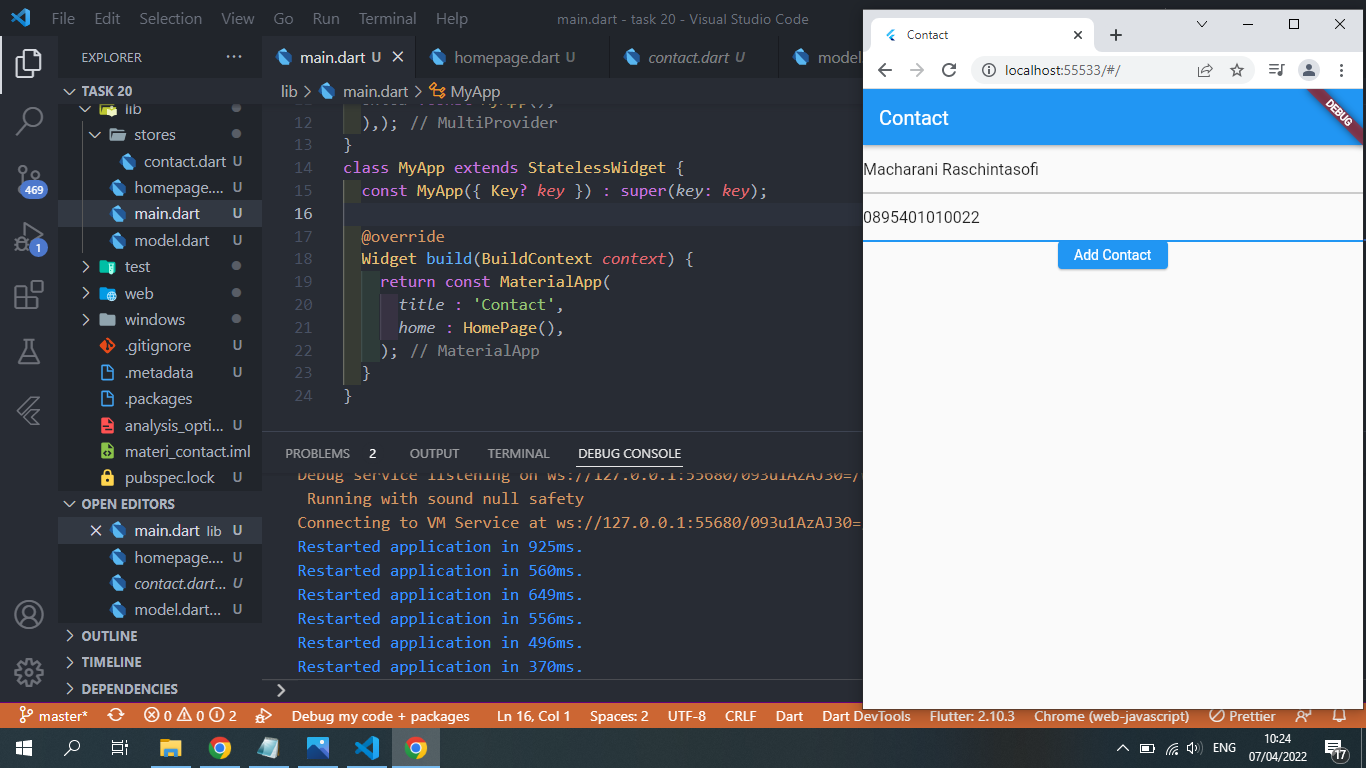 File Edit Selection View Go Run Terminal Help
main.dart - task 20 - Visual Studio Code
EXPLORER
TASK 20
lib
stores
contact.dart U
homepage.... U
main.dart U
model.dart U
test
web
windows
.gitignore U
.metadata U
.packages
analysis_opti... U
materi_contact.iml
pubspec.lock U
OPEN EDITORS
main.dart lib U
homepage.... U
contact.dart... U
model.dart... U
OUTLINE
TIMELINE
DEPENDENCIES
469
1
main.dart U
homepage.dart U
contact.dart U
model
lib > main.dart > MyApp
12 ),); // MultiProvider
13 }
14 class MyApp extends StatelessWidget {
15 const MyApp({ Key? key }) : super(key: key);
16
17 @override
18 Widget build(BuildContext context) {
19 return const MaterialApp(
20 title : 'Contact',
21 home : HomePage(),
22 ); // MaterialApp
23 }
24 }
PROBLEMS 2 OUTPUT TERMINAL DEBUG CONSOLE
Debug service listening on ws://127.0.0.1:55680/093u1AzAJ30=/
Running with sound null safety
Connecting to VM Service at ws://127.0.0.1:55680/093u1AzAJ30=
Restarted application in 925ms.
Restarted application in 560ms.
Restarted application in 649ms.
Restarted application in 556ms.
Restarted application in 496ms.
Restarted application in 370ms.
Contact
localhost:55533/#/
Contact
DEBUG
Macharani Raschintasofi
0895401010022
Add Contact
master* 0 0 2 Debug my code + packages Ln 16, Col 1 Spaces: 2 UTF-8 CRLF Dart Dart DevTools Flutter: 2.10.3 Chrome (web-javascript) Prettier
ENG
10:24
07/04/2022
17